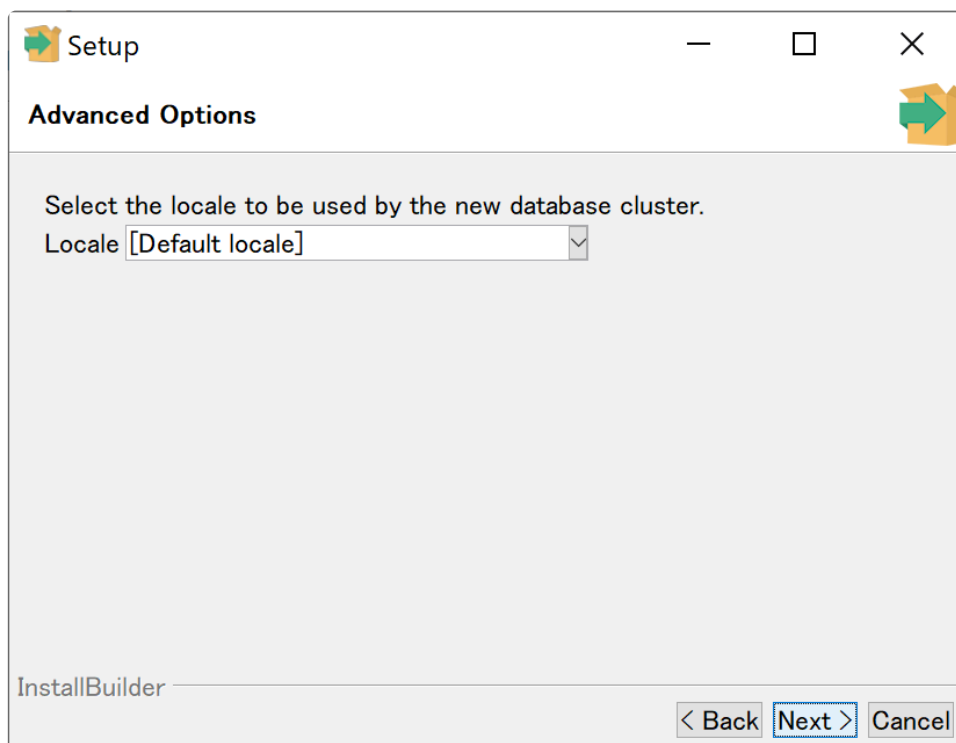 Setup
Advanced Options
Select the locale to be used by the new database cluster.
Locale [Default locale]
InstallBuilder
< Back Next > Cancel